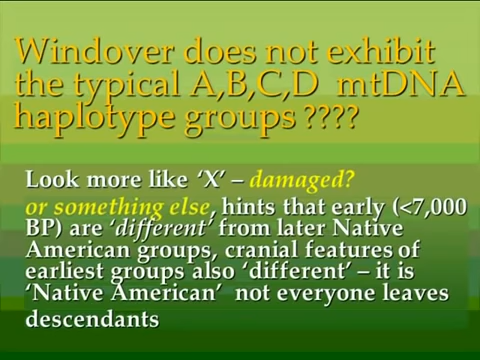 Windover does not exhibit
the typical A,B,C,D mtDNA
haplotype groups ????
Look more like ‘X’ – damaged?
or something else, hints that early (<7,000
BP) are ‘different’ from later Native
American groups, cranial features of
earliest groups also ‘different’ – it is
‘Native American’ not everyone leaves
descendants